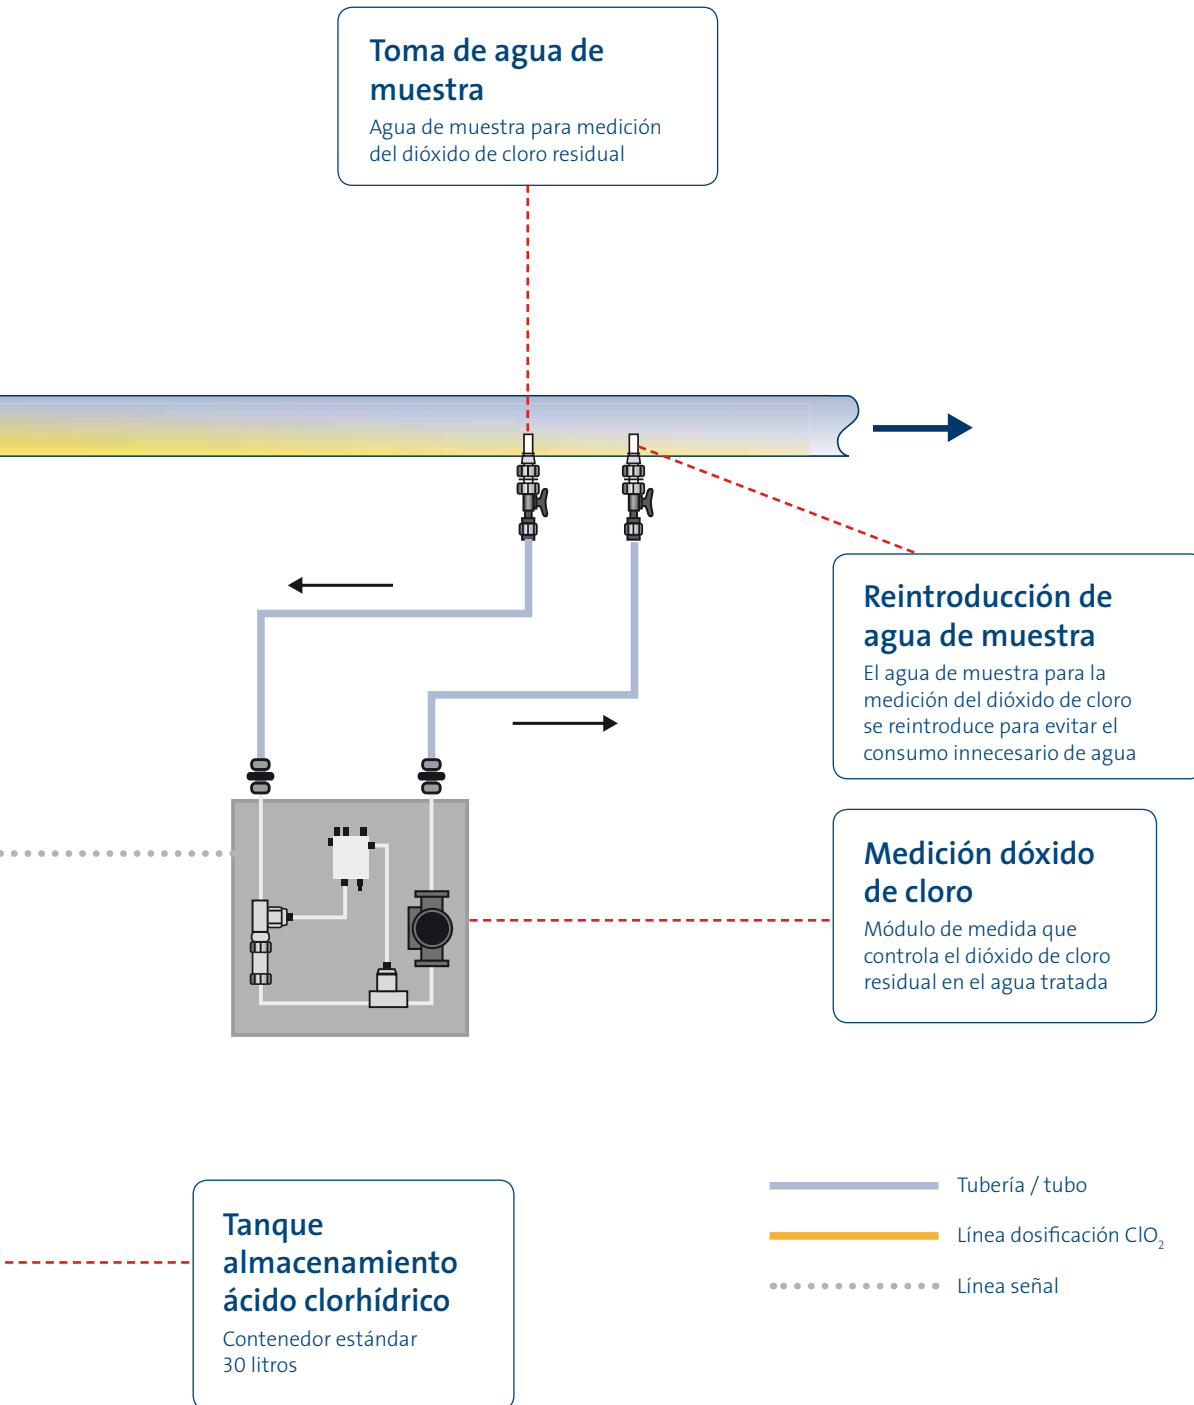 Toma de agua de
muestra
Agua de muestra para medición
del dióxido de cloro residual
Reintroducción de
agua de muestra
El agua de muestra para la
medición del dióxido de cloro
se reintroduce para evitar el
consumo innecesario de agua
Medición dóxido
de cloro
Módulo de medida que
controla el dióxido de cloro
residual en el agua tratada
Tanque
almacenamiento
ácido clorhídrico
Contenedor estándar
30 litros
Tubería / tubo
Línea dosificación ClO₂
Línea señal